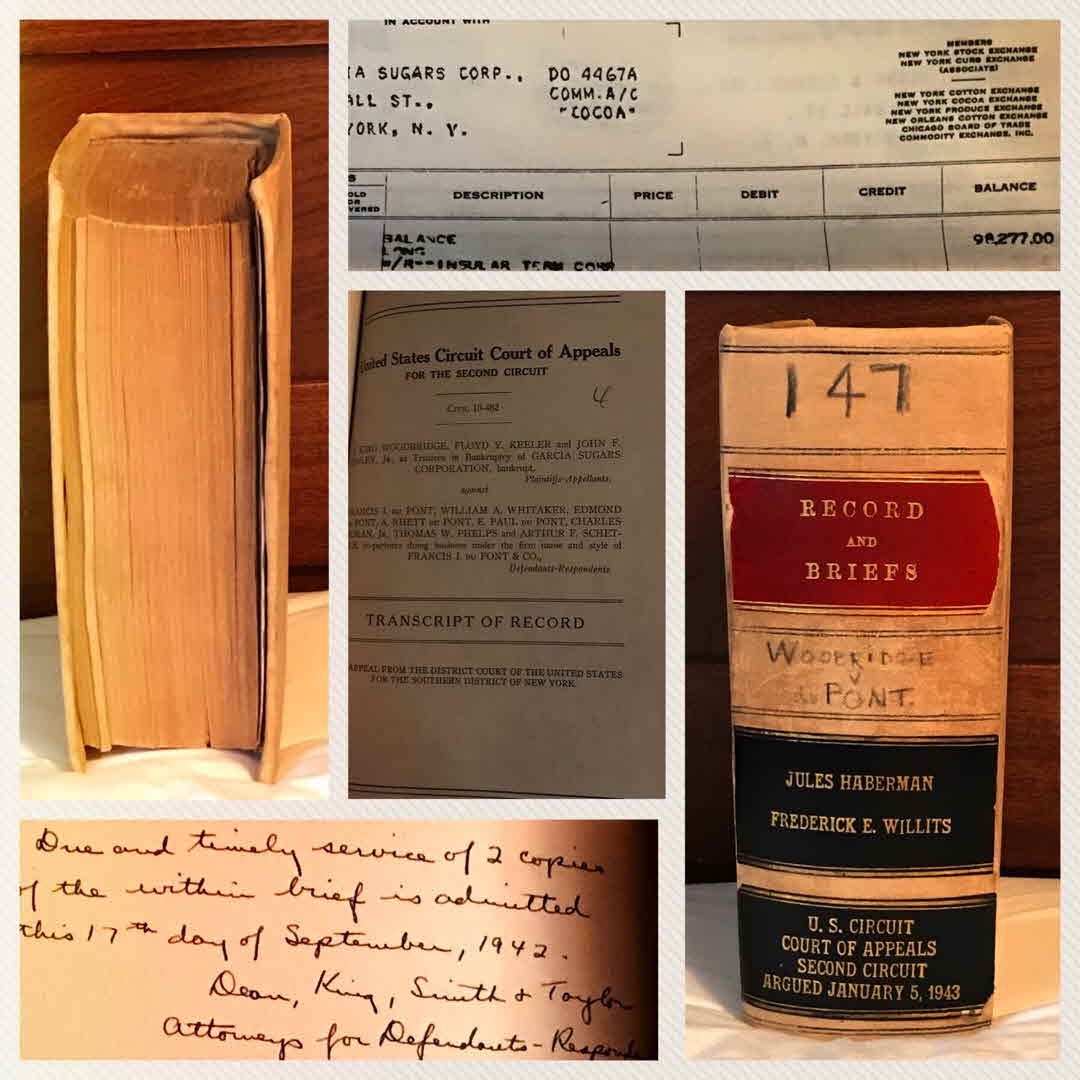 IN ACCOUNT WITH
A SUGARS CORP., DO 4467A
ALL ST., COMM.A/C
YORK, N. Y. "COCOA"
MEMBERS
NEW YORK STOCK EXCHANGE
NEW YORK CURB EXCHANGE
(ASSOCIATE)
NEW YORK COTTON EXCHANGE
NEW YORK COCOA EXCHANGE
NEW YORK PRODUCE EXCHANGE
NEW ORLEANS COTTON EXCHANGE
CHICAGO BOARD OF TRADE
COMMODITY EXCHANGE, INC.
S
OLD
OR
VERED
DESCRIPTION PRICE DEBIT CREDIT BALANCE
BALANCE 98,277.00
LONG
INSULAR TERM CORP
United States Circuit Court of Appeals
FOR THE SECOND CIRCUIT
4
WOODBRIDGE, FLOYD Y. KEELER and JOHN F.
Jr., as Trustees in Bankruptcy of GARCIA SUGARS
CORPORATION, bankrupt,
Plaintiffs-Appellants,
against
FRANCIS I. du PONT, WILLIAM A. WHITAKER, EDMOND
PONT, A. RHETT du PONT, E. PAUL du PONT, CHARLES
Jr., THOMAS W. PHELPS and ARTHUR F. SCHET-
co-partners doing business under the firm name and style of
FRANCIS I. du PONT & CO.,
Defendants-Respondents.
TRANSCRIPT OF RECORD
APPEAL FROM THE DISTRICT COURT OF THE UNITED STATES
FOR THE SOUTHERN DISTRICT OF NEW YORK.
147
RECORD
AND
BRIEFS
WOODBRIDGE
v
du PONT.
JULES HABERMAN
FREDERICK E. WILLITS
U. S. CIRCUIT
COURT OF APPEALS
SECOND CIRCUIT
ARGUED JANUARY 5, 1943
Due and timely service of 2 copies
of the within brief is admitted
this 17th day of September, 1942.
Dean, King, Smith & Taylor
Attorneys for Defendants-Respond